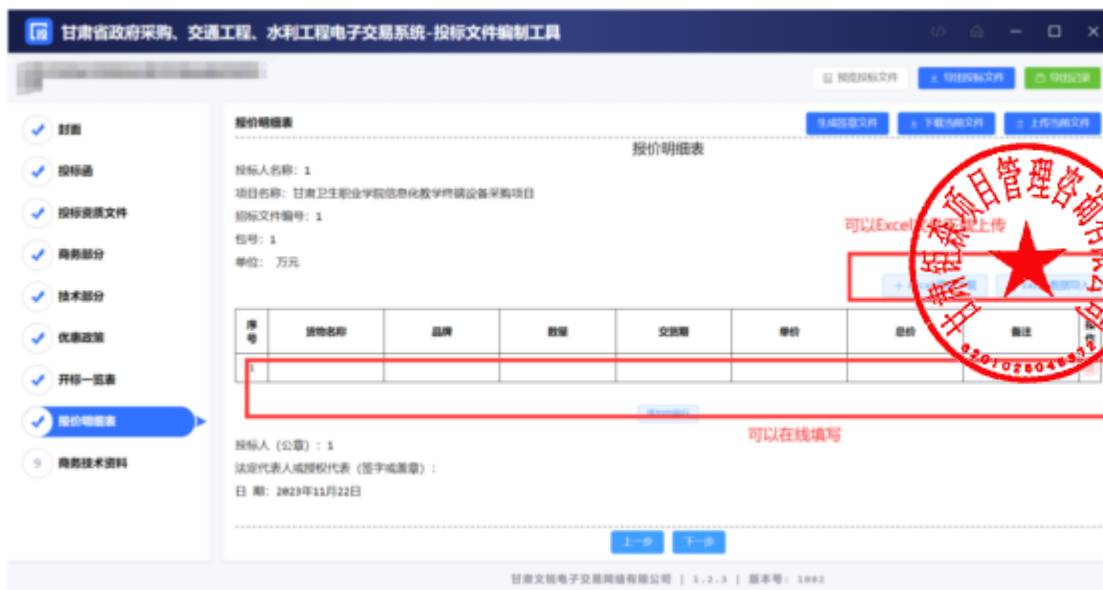 甘肃省政府采购、交通工程、水利工程电子交易系统-投标文件编制工具
预览投标文件
导出投标文件
导出记录
封面
投标函
投标资质文件
商务部分
技术部分
优惠政策
开标一览表
报价明细表
9 商务技术资料
报价明细表
生成签章文件
下载当前文件
上传当前文件
报价明细表
投标人名称: 1
项目名称: 甘肃卫生职业学院信息化教学终端设备采购项目
招标文件编号: 1
包号: 1
单位: 万元
可以Excel
上传
序号 货物名称 品牌 数量 交货期 单价 总价 备注
1
可以在线填写
投标人 (公章) : 1
法定代表人或授权代表 (签字或盖章) :
日 期: 2023年11月22日
上一步
下一步
甘肃文锐电子交易网络有限公司 | 1.2.3 | 版本号: 1002